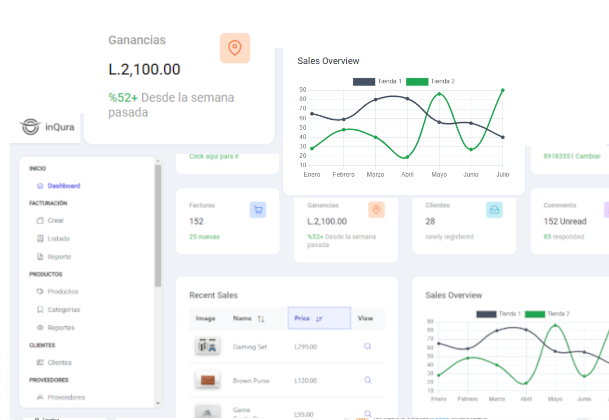 Ganancias
L.2,100.00
%52+ Desde la semana
pasada
Sales Overview
Tienda 1 Tienda 2
90
80
70
60
50
40
30
20
10
Enero Febrero Marzo Abril Mayo Junio Julio
inQura
INICIO
Dashboard
FACTURACIÓN
Crear
Listado
Reporte
PRODUCTOS
Productos
Categorias
Reportes
CLIENTES
Clientes
PROVEEDORES
Proveedores
Click aqui para ir
89183351 Cambiar
Facturas
152
25 nuevas
Ganancias
L.2,100.00
%52+ Desde la semana
pasada
Clientes
28
newly registered
Comments
152 Unread
85 responded
Recent Sales
Image Name Price View
Gaming Set L299.00
Brown Purse L120.00
Game
L99.00
Sales Overview
Tienda 1 Tienda 2
90
80
70
60
50
40
30
20
10
Enero Febrero Marzo Abril Mayo Junio